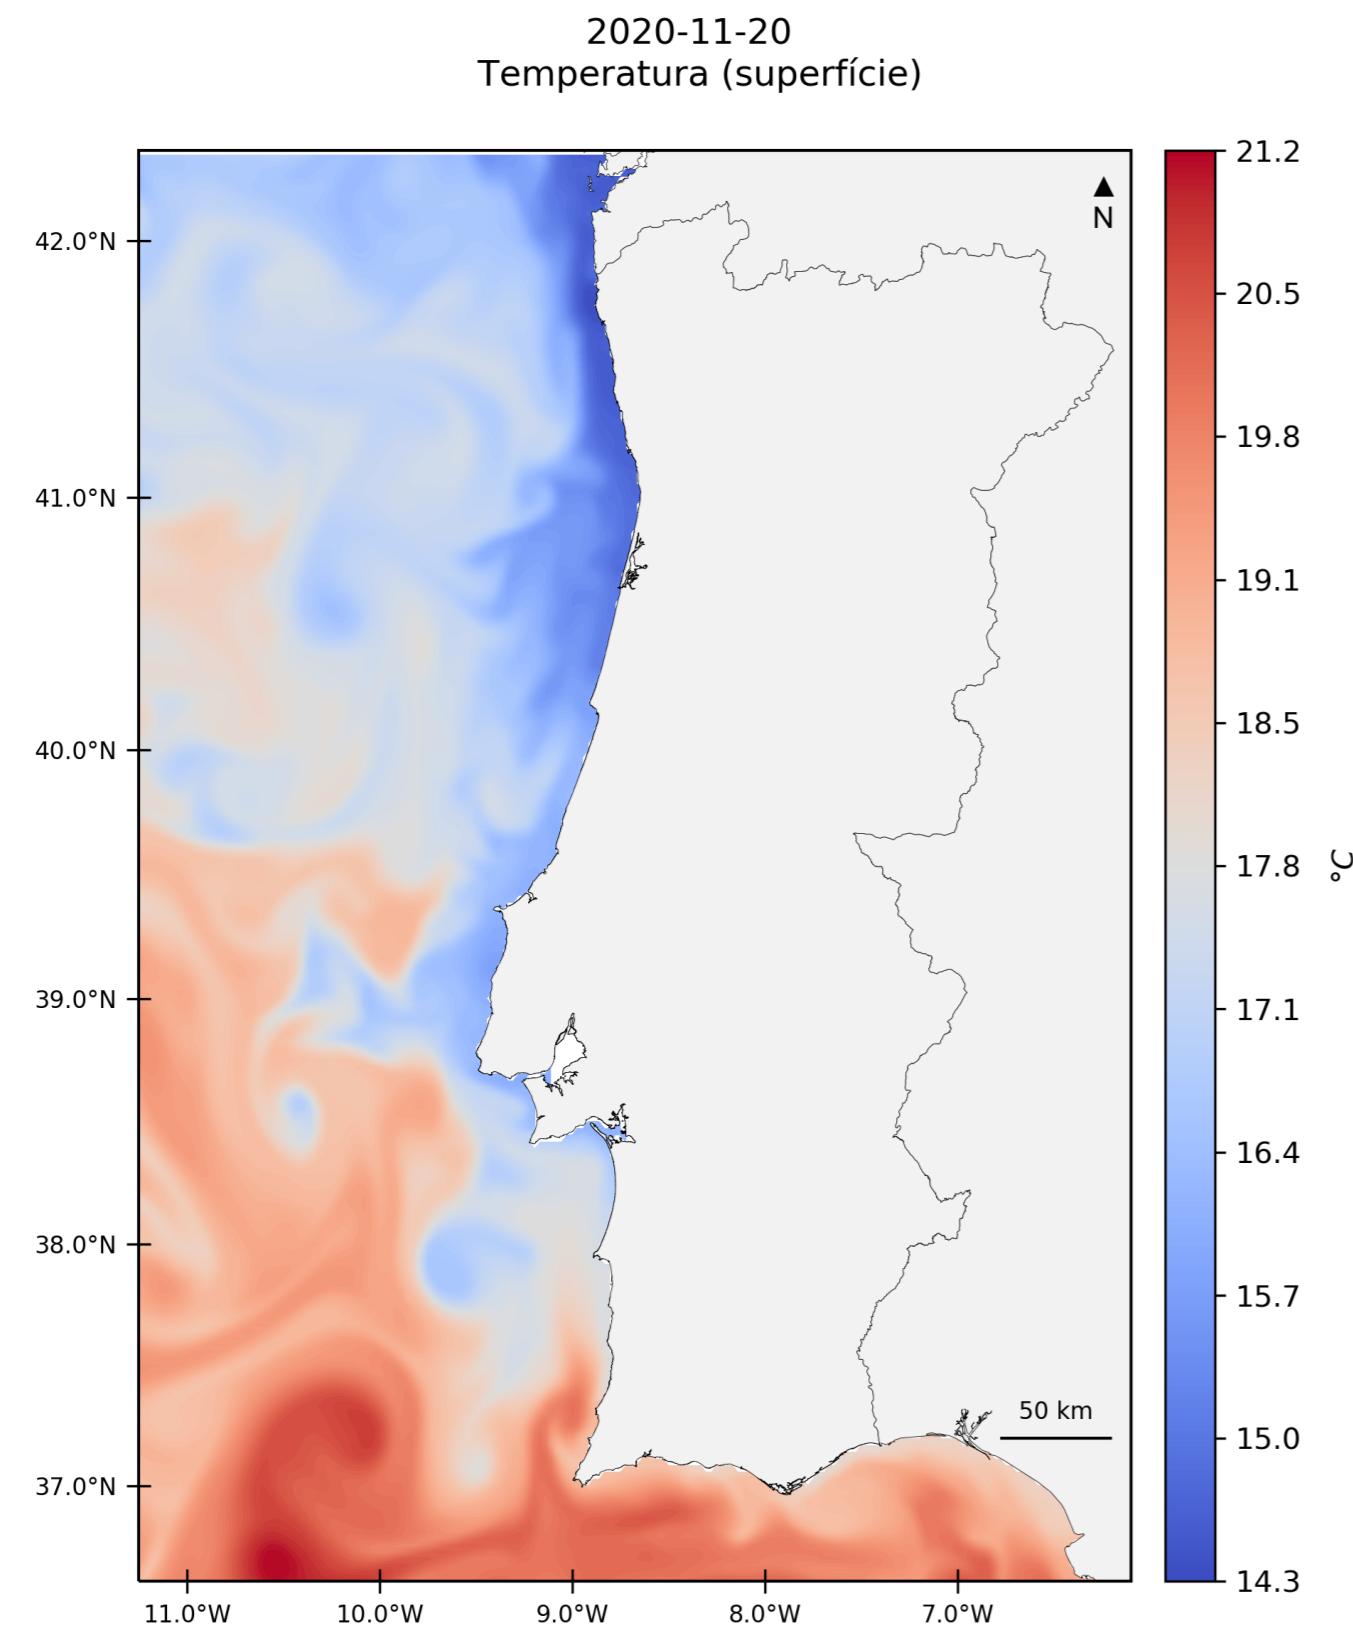 2020-11-20
Temperatura (superfície)
▲
N
42.0°N
41.0°N
40.0°N
39.0°N
38.0°N
37.0°N
11.0°W
10.0°W
9.0°W
8.0°W
7.0°W
50 km
21.2
20.5
19.8
19.1
18.5
17.8
17.1
16.4
15.7
15.0
14.3
°C